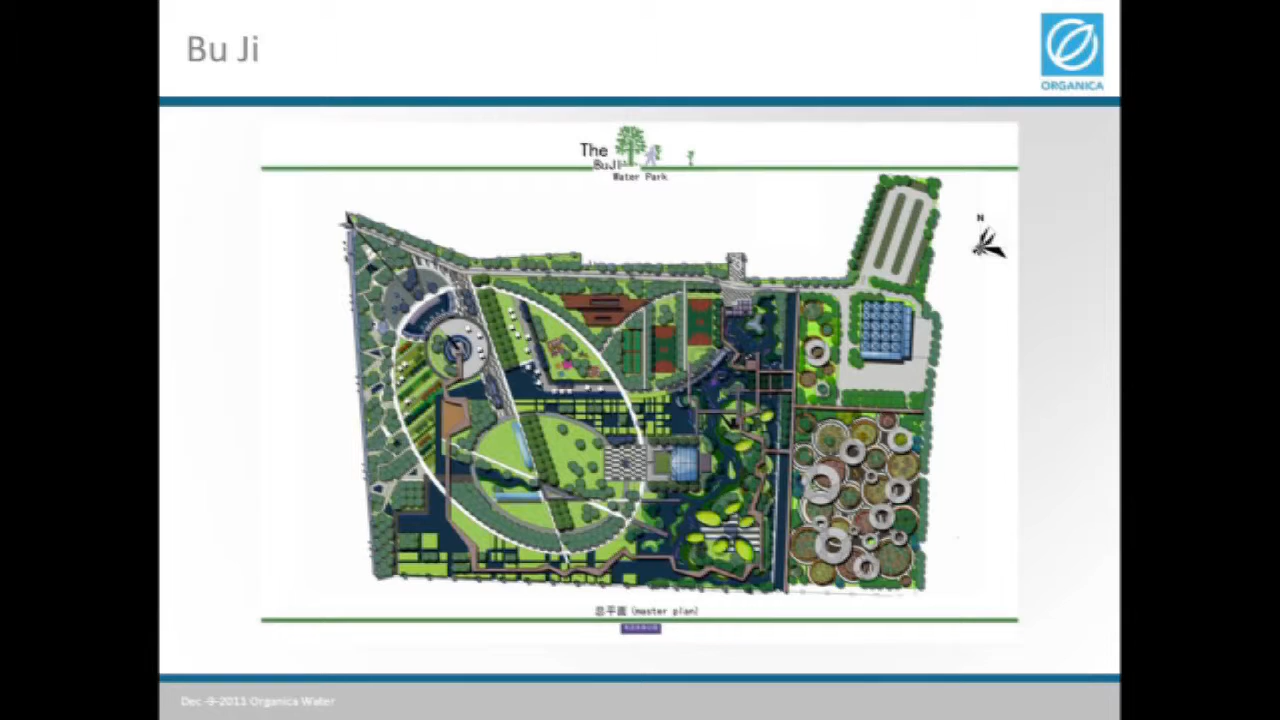 Bu Ji
ORGANICA
The
BuJi
Water Park
N
总平面 (master plan)
Dec -9-2011 Organica Water